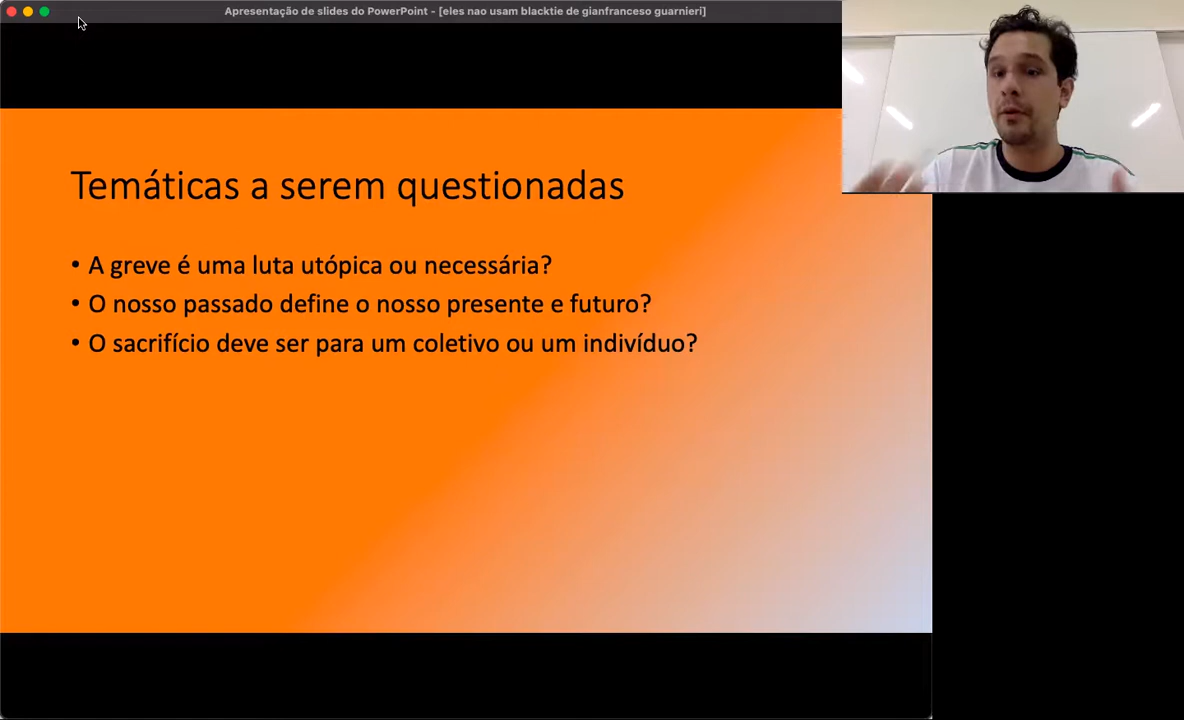 Apresentação de slides do PowerPoint - [eles nao usam blacktie de gianfranceso guarnieri]
Temáticas a serem questionadas
• A greve é uma luta utópica ou necessária?
• O nosso passado define o nosso presente e futuro?
• O sacrifício deve ser para um coletivo ou um indivíduo?